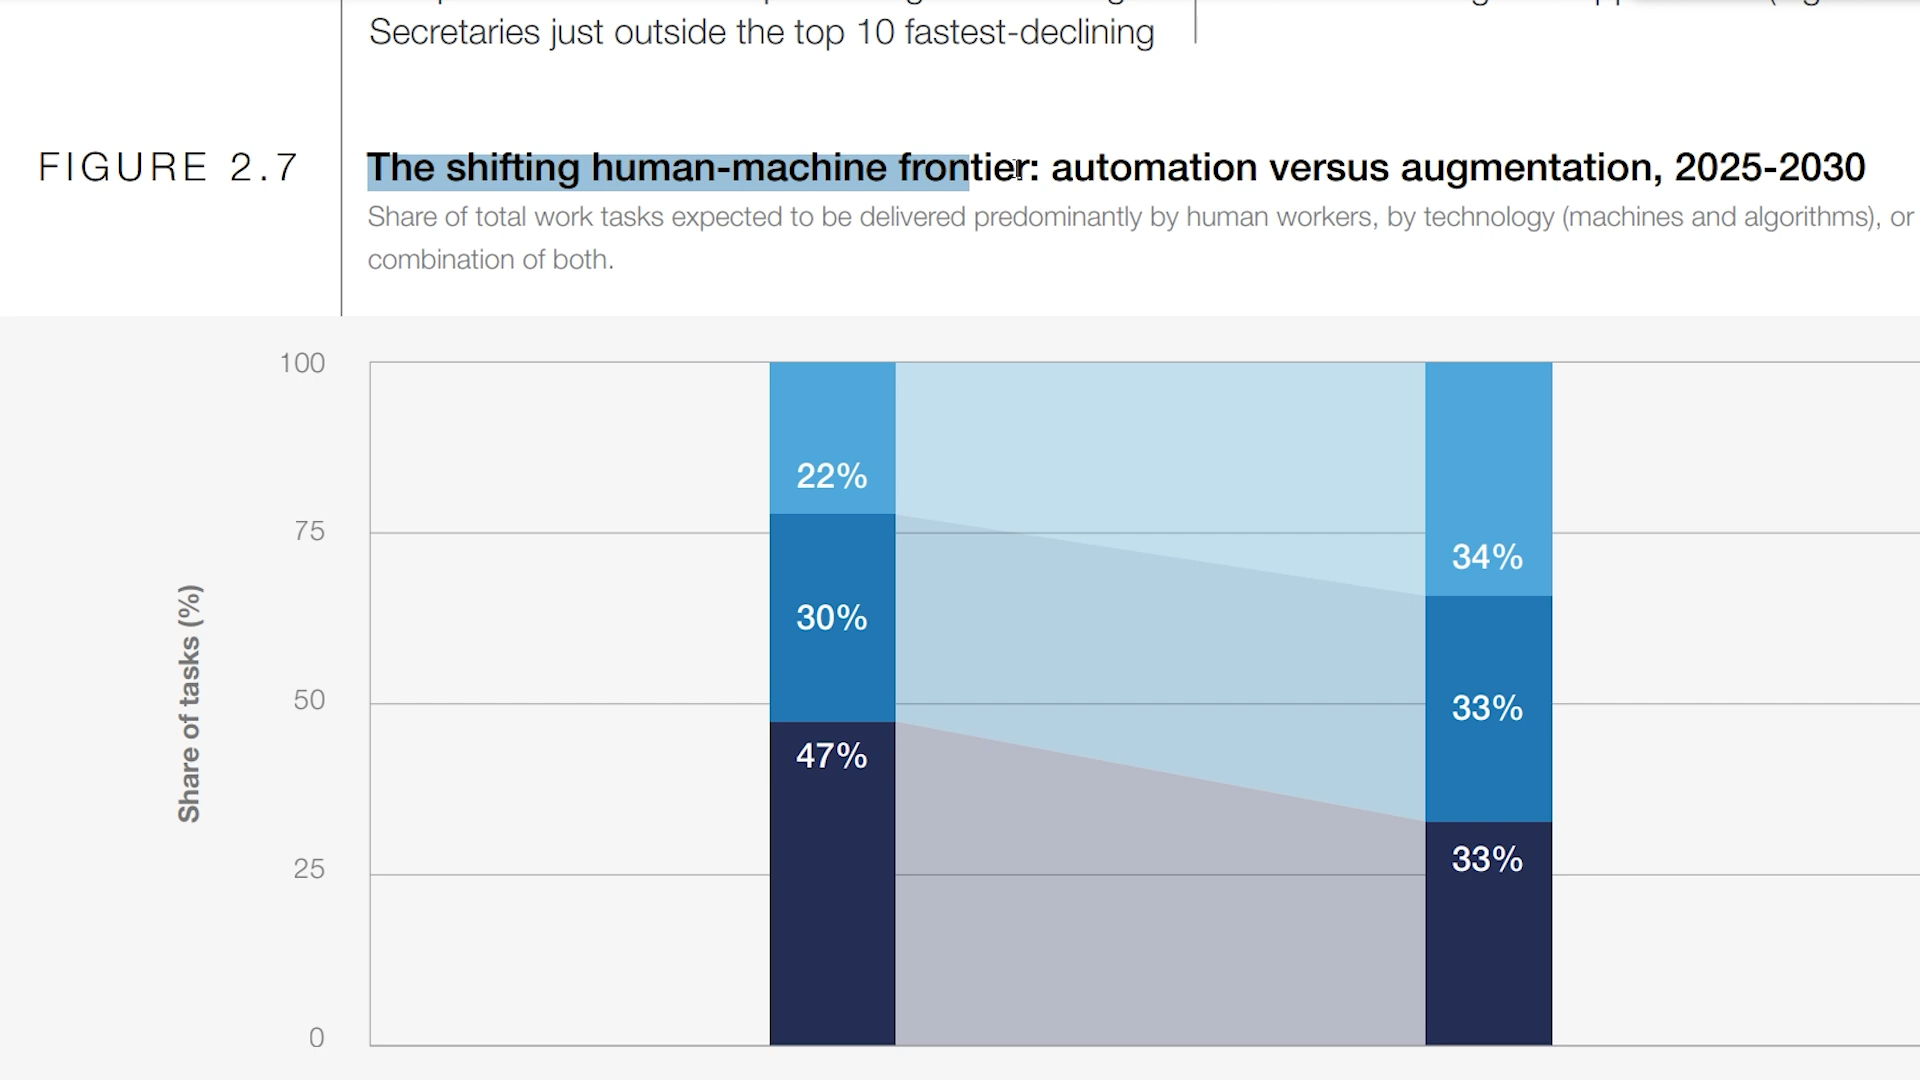 Secretaries just outside the top 10 fastest-declining
FIGURE 2.7
The shifting human-machine frontier: automation versus augmentation, 2025-2030
Share of total work tasks expected to be delivered predominantly by human workers, by technology (machines and algorithms), or
combination of both.
100
75
50
25
0
Share of tasks (%)
22%
30%
47%
34%
33%
33%